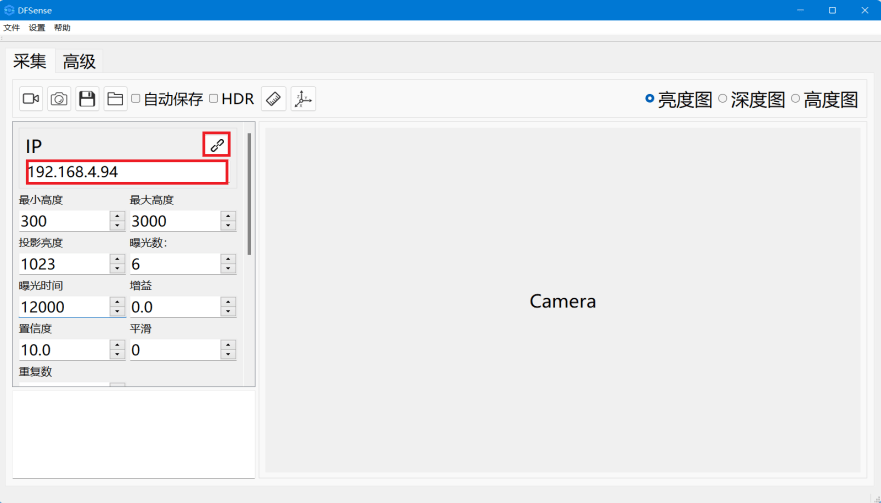 DFSense
文件 设置 帮助
采集 高级
自动保存 HDR 亮度图 深度图 高度图
IP
192.168.4.94
最小高度 最大高度
300 3000
投影亮度 曝光数:
1023 6
曝光时间 增益
12000 0.0
置信度 平滑
10.0 0
重复数
Camera